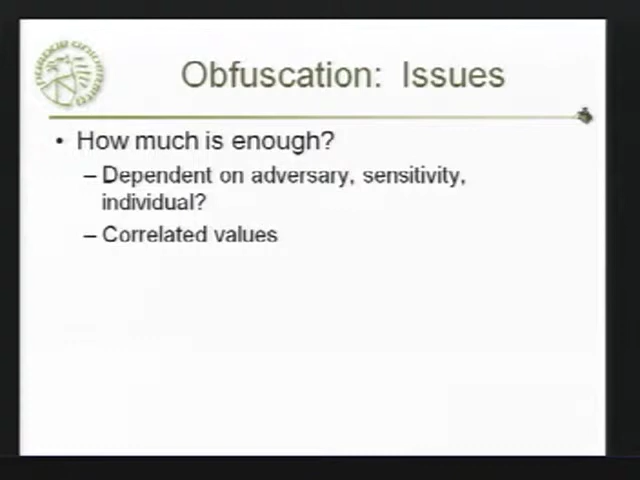 Obfuscation: Issues
• How much is enough?
– Dependent on adversary, sensitivity,
individual?
– Correlated values